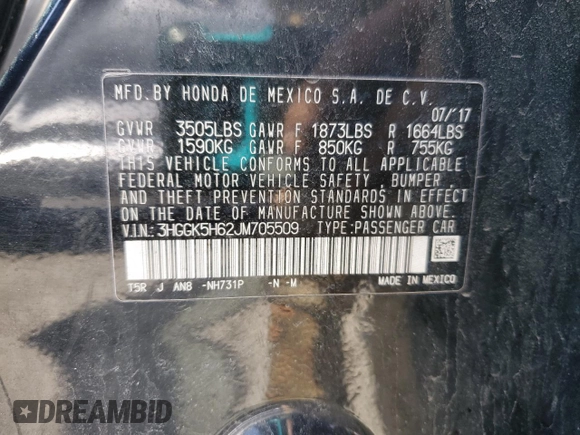 MFD.BY HONDA DE MEXICO S.A. DE C.V.
07/'17
GVWR 3505LBS GAWR F 1873LBS R 1664LBS
GVWR 1590KG GAWR F 850KG R 755KG
THIS VEHICLE CONFORMS TO ALL APPLICABLE
FEDERAL MOTOR VEHICLE SAFETY , BUMPER ,
AND THEFT PREVENTION STANDARDS IN EFFECT
ON THE DATE OF MANUFACTURE SHOWN ABOVE.
V.I.N: 3HGGK5H62JM705509 TYPE:PASSENGER CAR
T5R J AN8 -NH731P -N -M MADE IN MEXICO
DREAMBID